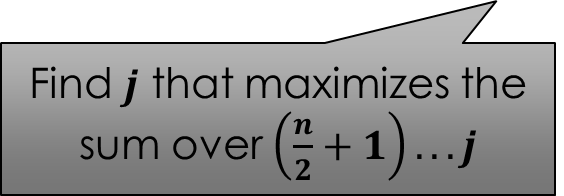 Find j that maximizes the
sum over (n/2 + 1) … j